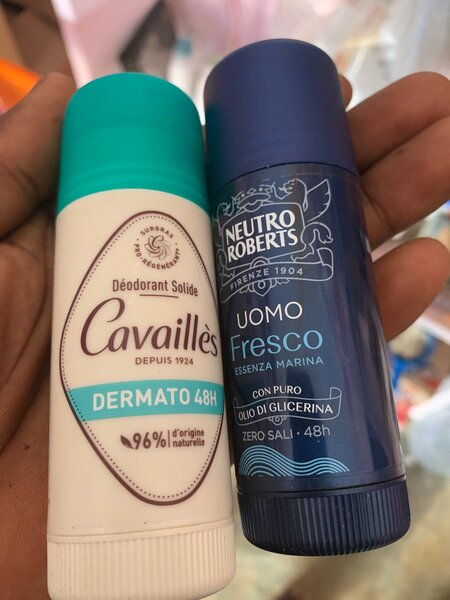 SURGRAS
PRO-RÉGÉNÉRANT
Déodorant Solide
Cavaillès
DEPUIS 1924
DERMATO 48H
96% d'origine
naturelle
NEUTRO
ROBERTS
FIRENZE 1904
UOMO
Fresco
ESSENZA MARINA
CON PURO
OLIO DI GLICERINA
ZERO SALI · 48h